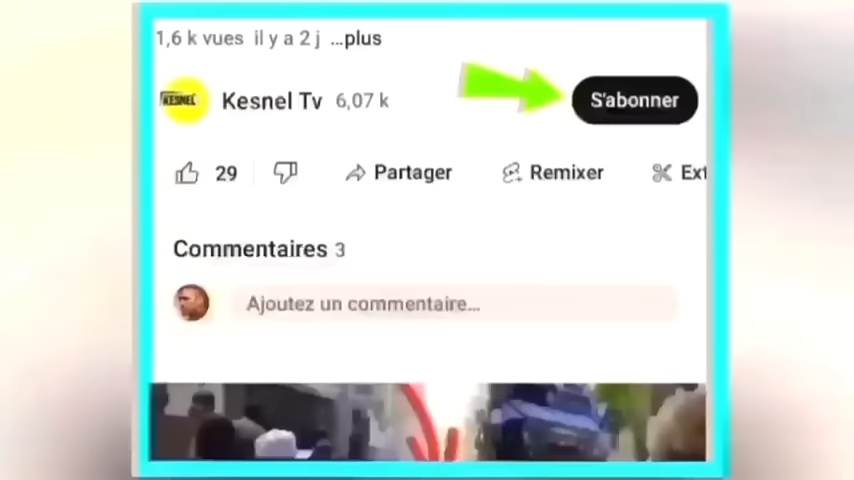 1,6 k vues il y a 2 j ...plus
KESNEL
Kesnel Tv 6,07 k
S'abonner
29
Partager
Remixer
Ext
Commentaires 3
Ajoutez un commentaire...